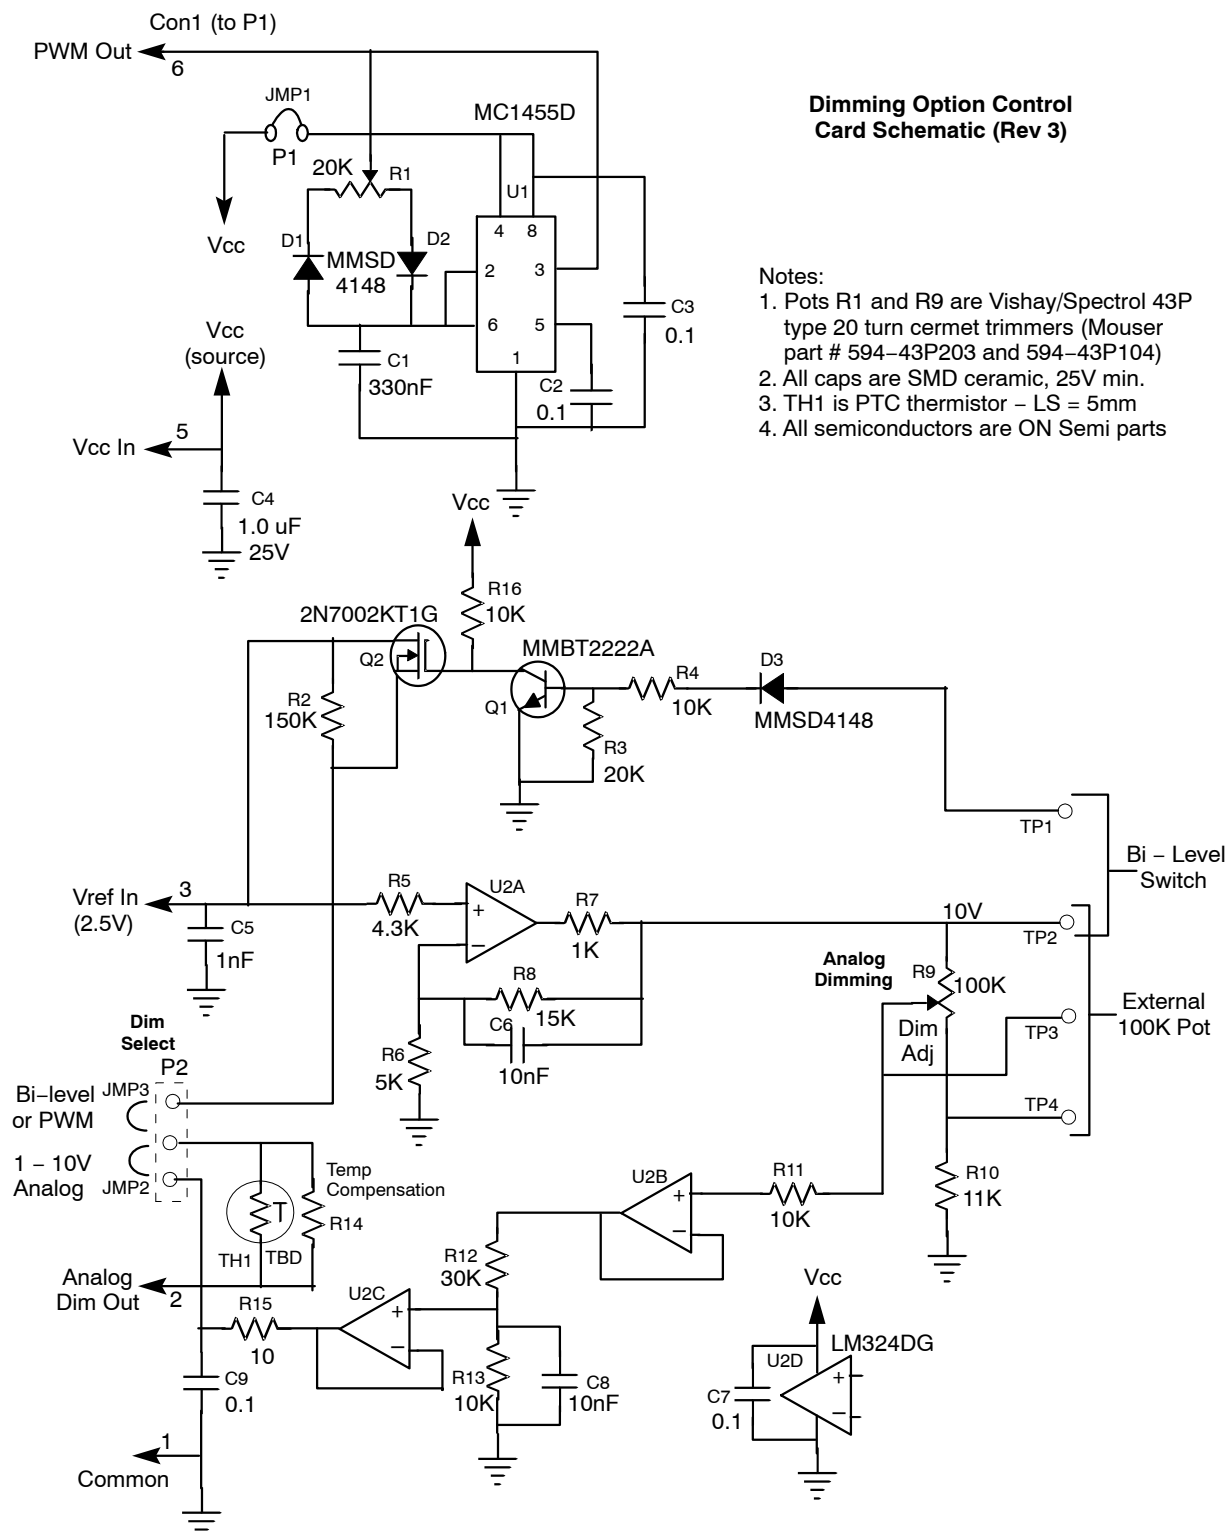 Con1 (to P1)
PWM Out
6
JMP1
P1
MC1455D
Dimming Option Control
Card Schematic (Rev 3)
20K
R1
U1
Vcc
D1
D2
MMSD
4148
4 8
2 3
6 5
1
C3
0.1
C1
330nF
C2
0.1
Notes:
1. Pots R1 and R9 are Vishay/Spectrol 43P
type 20 turn cermet trimmers (Mouser
part # 594−43P203 and 594−43P104)
2. All caps are SMD ceramic, 25V min.
3. TH1 is PTC thermistor − LS = 5mm
4. All semiconductors are ON Semi parts
Vcc
(source)
5
Vcc In
C4
1.0 uF
25V
Vcc
R16
10K
2N7002KT1G
Q2
MMBT2222A
Q1
R4
10K
D3
MMSD4148
R2
150K
R3
20K
TP1
Bi − Level
Switch
Vref In
(2.5V)
3
C5
1nF
R5
4.3K
U2A
+
−
R7
1K
10V
TP2
Analog
Dimming
R9
100K
Dim
Adj
TP3
External
100K Pot
TP4
R8
15K
C6
10nF
R6
5K
Dim
Select
P2
Bi−level
or PWM
JMP3
1 − 10V
Analog
JMP2
Temp
Compensation
T
R14
TH1 TBD
R11
10K
R10
11K
U2B
+
−
R12
30K
Analog
Dim Out
2
R15
10
U2C
+
−
R13
10K
C8
10nF
Vcc
LM324DG
U2D
+
−
C7
0.1
C9
0.1
1
Common